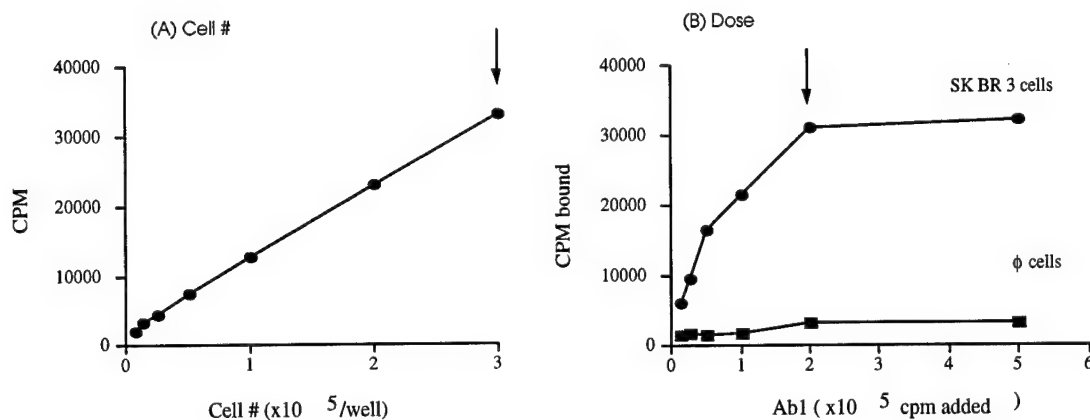 (A) Cell #
40000
30000
20000
10000
0
CPM
0
1
2
3
Cell # (x10 5/well)
(B) Dose
40000
30000
20000
10000
0
CPM bound
SK BR 3 cells
ϕ cells
0
1
2
3
4
5
6
Ab1 ( x10 5 cpm added )